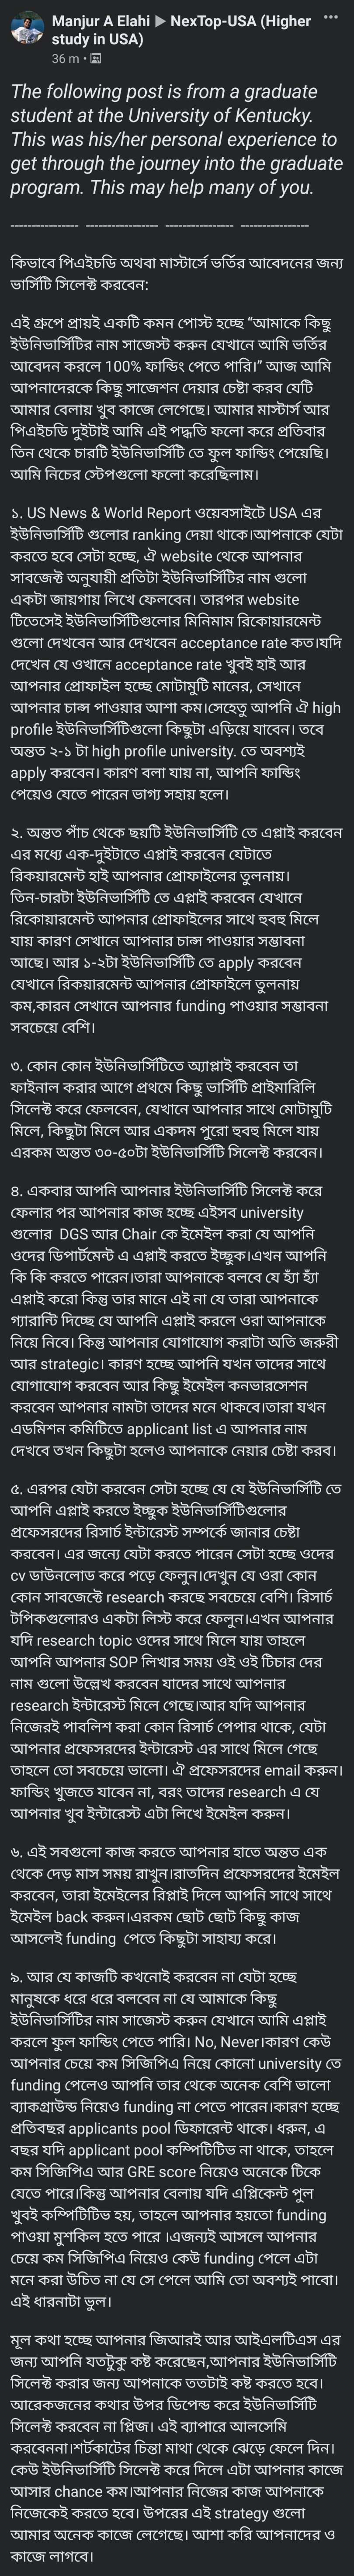 Manjur A Elahi ▶ NexTop-USA (Higher
study in USA)
36 m •
The following post is from a graduate
student at the University of Kentucky.
This was his/her personal experience to
get through the journey into the graduate
program. This may help many of you.
---------------- ----------------- ---------------- ----------------
কিভাবে পিএইচডি অথবা মাস্টার্সে ভর্তির আবেদনের জন্য
ভার্সিটি সিলেক্ট করবেন:
এই গ্রুপে প্রায়ই একটি কমন পোস্ট হচ্ছে “আমাকে কিছু
ইউনিভার্সিটির নাম সাজেস্ট করুন যেখানে আমি ভর্তির
আবেদন করলে 100% ফান্ডিং পেতে পারি।” আজ আমি
আপনাদেরকে কিছু সাজেশন দেয়ার চেষ্টা করব যেটি
আমার বেলায় খুব কাজে লেগেছে। আমার মাস্টার্স আর
পিএইচডি দুইটাই আমি এই পদ্ধতি ফলো করে প্রতিবার
তিন থেকে চারটি ইউনিভার্সিটি তে ফুল ফান্ডিং পেয়েছি।
আমি নিচের স্টেপগুলো ফলো করেছিলাম।
১. US News & World Report ওয়েবসাইটে USA এর
ইউনিভার্সিটি গুলোর ranking দেয়া থাকে।আপনাকে যেটা
করতে হবে সেটা হচ্ছে, ঐ website থেকে আপনার
সাবজেক্ট অনুযায়ী প্রতিটা ইউনিভার্সিটির নাম গুলো
একটা জায়গায় লিখে ফেলবেন। তারপর website
টিতেসেই ইউনিভার্সিটিগুলোর মিনিমাম রিকোয়ারমেন্ট
গুলো দেখবেন আর দেখবেন acceptance rate কত।যদি
দেখেন যে ওখানে acceptance rate খুবই হাই আর
আপনার প্রোফাইল হচ্ছে মোটামুটি মানের, সেখানে
আপনার চান্স পাওয়ার আশা কম।সেহেতু আপনি ঐ high
profile ইউনিভার্সিটিগুলো কিছুটা এড়িয়ে যাবেন। তবে
অন্তত ২-১ টা high profile university. তে অবশ্যই
apply করবেন। কারণ বলা যায় না, আপনি ফান্ডিং
পেয়েও যেতে পারেন ভাগ্য সহায় হলে।
২. অন্তত পাঁচ থেকে ছয়টি ইউনিভার্সিটি তে এপ্লাই করবেন
এর মধ্যে এক-দুইটাতে এপ্লাই করবেন যেটাতে
রিকয়ারমেন্ট হাই আপনার প্রোফাইলের তুলনায়।
তিন-চারটা ইউনিভার্সিটি তে এপ্লাই করবেন যেখানে
রিকোয়ারমেন্ট আপনার প্রোফাইলের সাথে হুবহু মিলে
যায় কারণ সেখানে আপনার চান্স পাওয়ার সম্ভাবনা
আছে। আর ১-২টা ইউনিভার্সিটি তে apply করবেন
যেখানে রিকয়ারমেন্ট আপনার প্রোফাইলে তুলনায়
কম,কারন সেখানে আপনার funding পাওয়ার সম্ভাবনা
সবচেয়ে বেশি।
৩. কোন কোন ইউনিভার্সিটিতে অ্যাপ্লাই করবেন তা
ফাইনাল করার আগে প্রথমে কিছু ভার্সিটি প্রাইমারিলি
সিলেক্ট করে ফেলবেন, যেখানে আপনার সাথে মোটামুটি
মিলে, কিছুটা মিলে আর একদম পুরো হুবহু মিলে যায়
এরকম অন্তত ৩০-৫০টা ইউনিভার্সিটি সিলেক্ট করবেন।
৪. একবার আপনি আপনার ইউনিভার্সিটি সিলেক্ট করে
ফেলার পর আপনার কাজ হচ্ছে এইসব university
গুলোর DGS আর Chair কে ইমেইল করা যে আপনি
ওদের ডিপার্টমেন্ট এ এপ্লাই করতে ইচ্ছুক।এখন আপনি
কি কি করতে পারেন।তারা আপনাকে বলবে যে হ্যাঁ হ্যাঁ
এপ্লাই করো কিন্তু তার মানে এই না যে তারা আপনাকে
গ্যারান্টি দিচ্ছে যে আপনি এপ্লাই করলে ওরা আপনাকে
নিয়ে নিবে। কিন্তু আপনার যোগাযোগ করাটা অতি জরুরী
আর strategic। কারণ হচ্ছে আপনি যখন তাদের সাথে
যোগাযোগ করবেন আর কিছু ইমেইল কনভারসেশন
করবেন আপনার নামটা তাদের মনে থাকবে।তারা যখন
এডমিশন কমিটিতে applicant list এ আপনার নাম
দেখবে তখন কিছুটা হলেও আপনাকে নেয়ার চেষ্টা করব।
৫. এরপর যেটা করবেন সেটা হচ্ছে যে যে ইউনিভার্সিটি তে
আপনি এপ্লাই করতে ইচ্ছুক ইউনিভার্সিটিগুলোর
প্রফেসরদের রিসার্চ ইন্টারেস্ট সম্পর্কে জানার চেষ্টা
করবেন। এর জন্যে যেটা করতে পারেন সেটা হচ্ছে ওদের
cv ডাউনলোড করে পড়ে ফেলুন।দেখুন যে ওরা কোন
কোন সাবজেক্টে research করছে সবচেয়ে বেশি। রিসার্চ
টপিকগুলোরও একটা লিস্ট করে ফেলুন।এখন আপনার
যদি research topic ওদের সাথে মিলে যায় তাহলে
আপনি আপনার SOP লিখার সময় ওই ওই টিচার দের
নাম গুলো উল্লেখ করবেন যাদের সাথে আপনার
research ইন্টারেস্ট মিলে গেছে।আর যদি আপনার
নিজেরই পাবলিশ করা কোন রিসার্চ পেপার থাকে, যেটা
আপনার প্রফেসরদের ইন্টারেস্ট এর সাথে মিলে গেছে
তাহলে তো সবচেয়ে ভালো। ঐ প্রফেসরদের email করুন।
ফান্ডিং খুজতে যাবেন না, বরং তাদের research এ যে
আপনার খুব ইন্টারেস্ট এটা লিখে ইমেইল করুন।
৬. এই সবগুলো কাজ করতে আপনার হাতে অন্তত এক
থেকে দেড় মাস সময় রাখুন।রাতদিন প্রফেসরদের ইমেইল
করবেন, তারা ইমেইলের রিপ্লাই দিলে আপনি সাথে সাথে
ইমেইল back করুন।এরকম ছোট ছোট কিছু কাজ
আসলেই funding পেতে কিছুটা সাহায্য করে।
৯. আর যে কাজটি কখনোই করবেন না যেটা হচ্ছে
মানুষকে ধরে ধরে বলবেন না যে আমাকে কিছু
ইউনিভার্সিটির নাম সাজেস্ট করুন যেখানে আমি এপ্লাই
করলে ফুল ফান্ডিং পেতে পারি। No, Never।কারণ কেউ
আপনার চেয়ে কম সিজিপিএ নিয়ে কোনো university তে
funding পেলেও আপনি তার থেকে অনেক বেশি ভালো
ব্যাকগ্রাউন্ড নিয়েও funding না পেতে পারেন।কারণ হচ্ছে
প্রতিবছর applicants pool ডিফারেন্ট থাকে। ধরুন, এ
বছর যদি applicant pool কম্পিটিটিভ না থাকে, তাহলে
কম সিজিপিএ আর GRE score নিয়েও অনেকে টিকে
যেতে পারে।কিন্তু আপনার বেলায় যদি এপ্লিকেন্ট পুল
খুবই কম্পিটিটিভ হয়, তাহলে আপনার হয়তো funding
পাওয়া মুশকিল হতে পারে ।এজন্যই আসলে আপনার
চেয়ে কম সিজিপিএ নিয়েও কেউ funding পেলে এটা
মনে করা উচিত না যে সে পেলে আমি তো অবশ্যই পাবো।
এই ধারনাটা ভুল।
মূল কথা হচ্ছে আপনার জিআরই আর আইএলটিএস এর
জন্য আপনি যতটুকু কষ্ট করেছেন,আপনার ইউনিভার্সিটি
সিলেক্ট করার জন্য আপনাকে ততটাই কষ্ট করতে হবে।
আরেকজনের কথার উপর ডিপেন্ড করে ইউনিভার্সিটি
সিলেক্ট করবেন না প্লিজ। এই ব্যাপারে আলসেমি
করবেননা।শর্টকাটের চিন্তা মাথা থেকে ঝেড়ে ফেলে দিন।
কেউ ইউনিভার্সিটি সিলেক্ট করে দিলে এটা আপনার কাজে
আসার chance কম।আপনার নিজের কাজ আপনাকে
নিজেকেই করতে হবে। উপরের এই strategy গুলো
আমার অনেক কাজে লেগেছে। আশা করি আপনাদের ও
কাজে লাগবে।